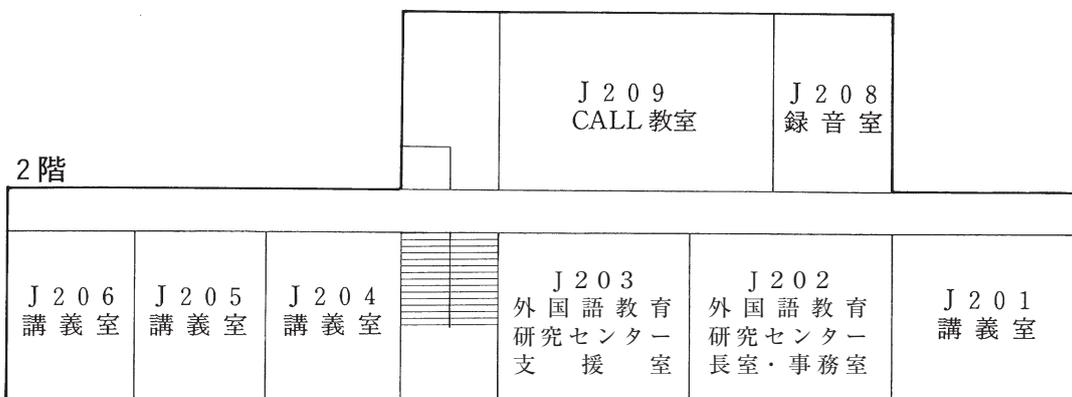 J209
CALL教室
J208
録音室
2階
J206
講義室
J205
講義室
J204
講義室
J203
外国語教育
研究センター
支援室
J202
外国語教育
研究センター
長室・事務室
J201
講義室